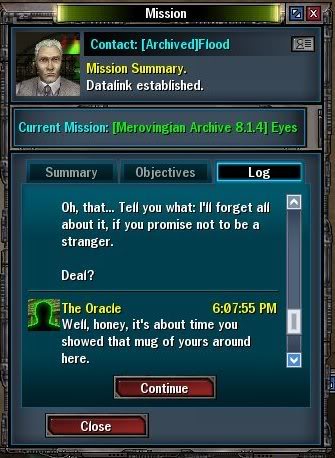 Mission
Contact: [Archived]Flood
Mission Summary.
Datalink established.
Current Mission: [Merovingian Archive 8.1.4] Eyes
Summary Objectives Log
Oh, that... Tell you what: I'll forget all
about it, if you promise not to be a
stranger.
Deal?
The Oracle 6:07:55 PM
Well, honey, it's about time you
showed that mug of yours around
here.
Continue
Close